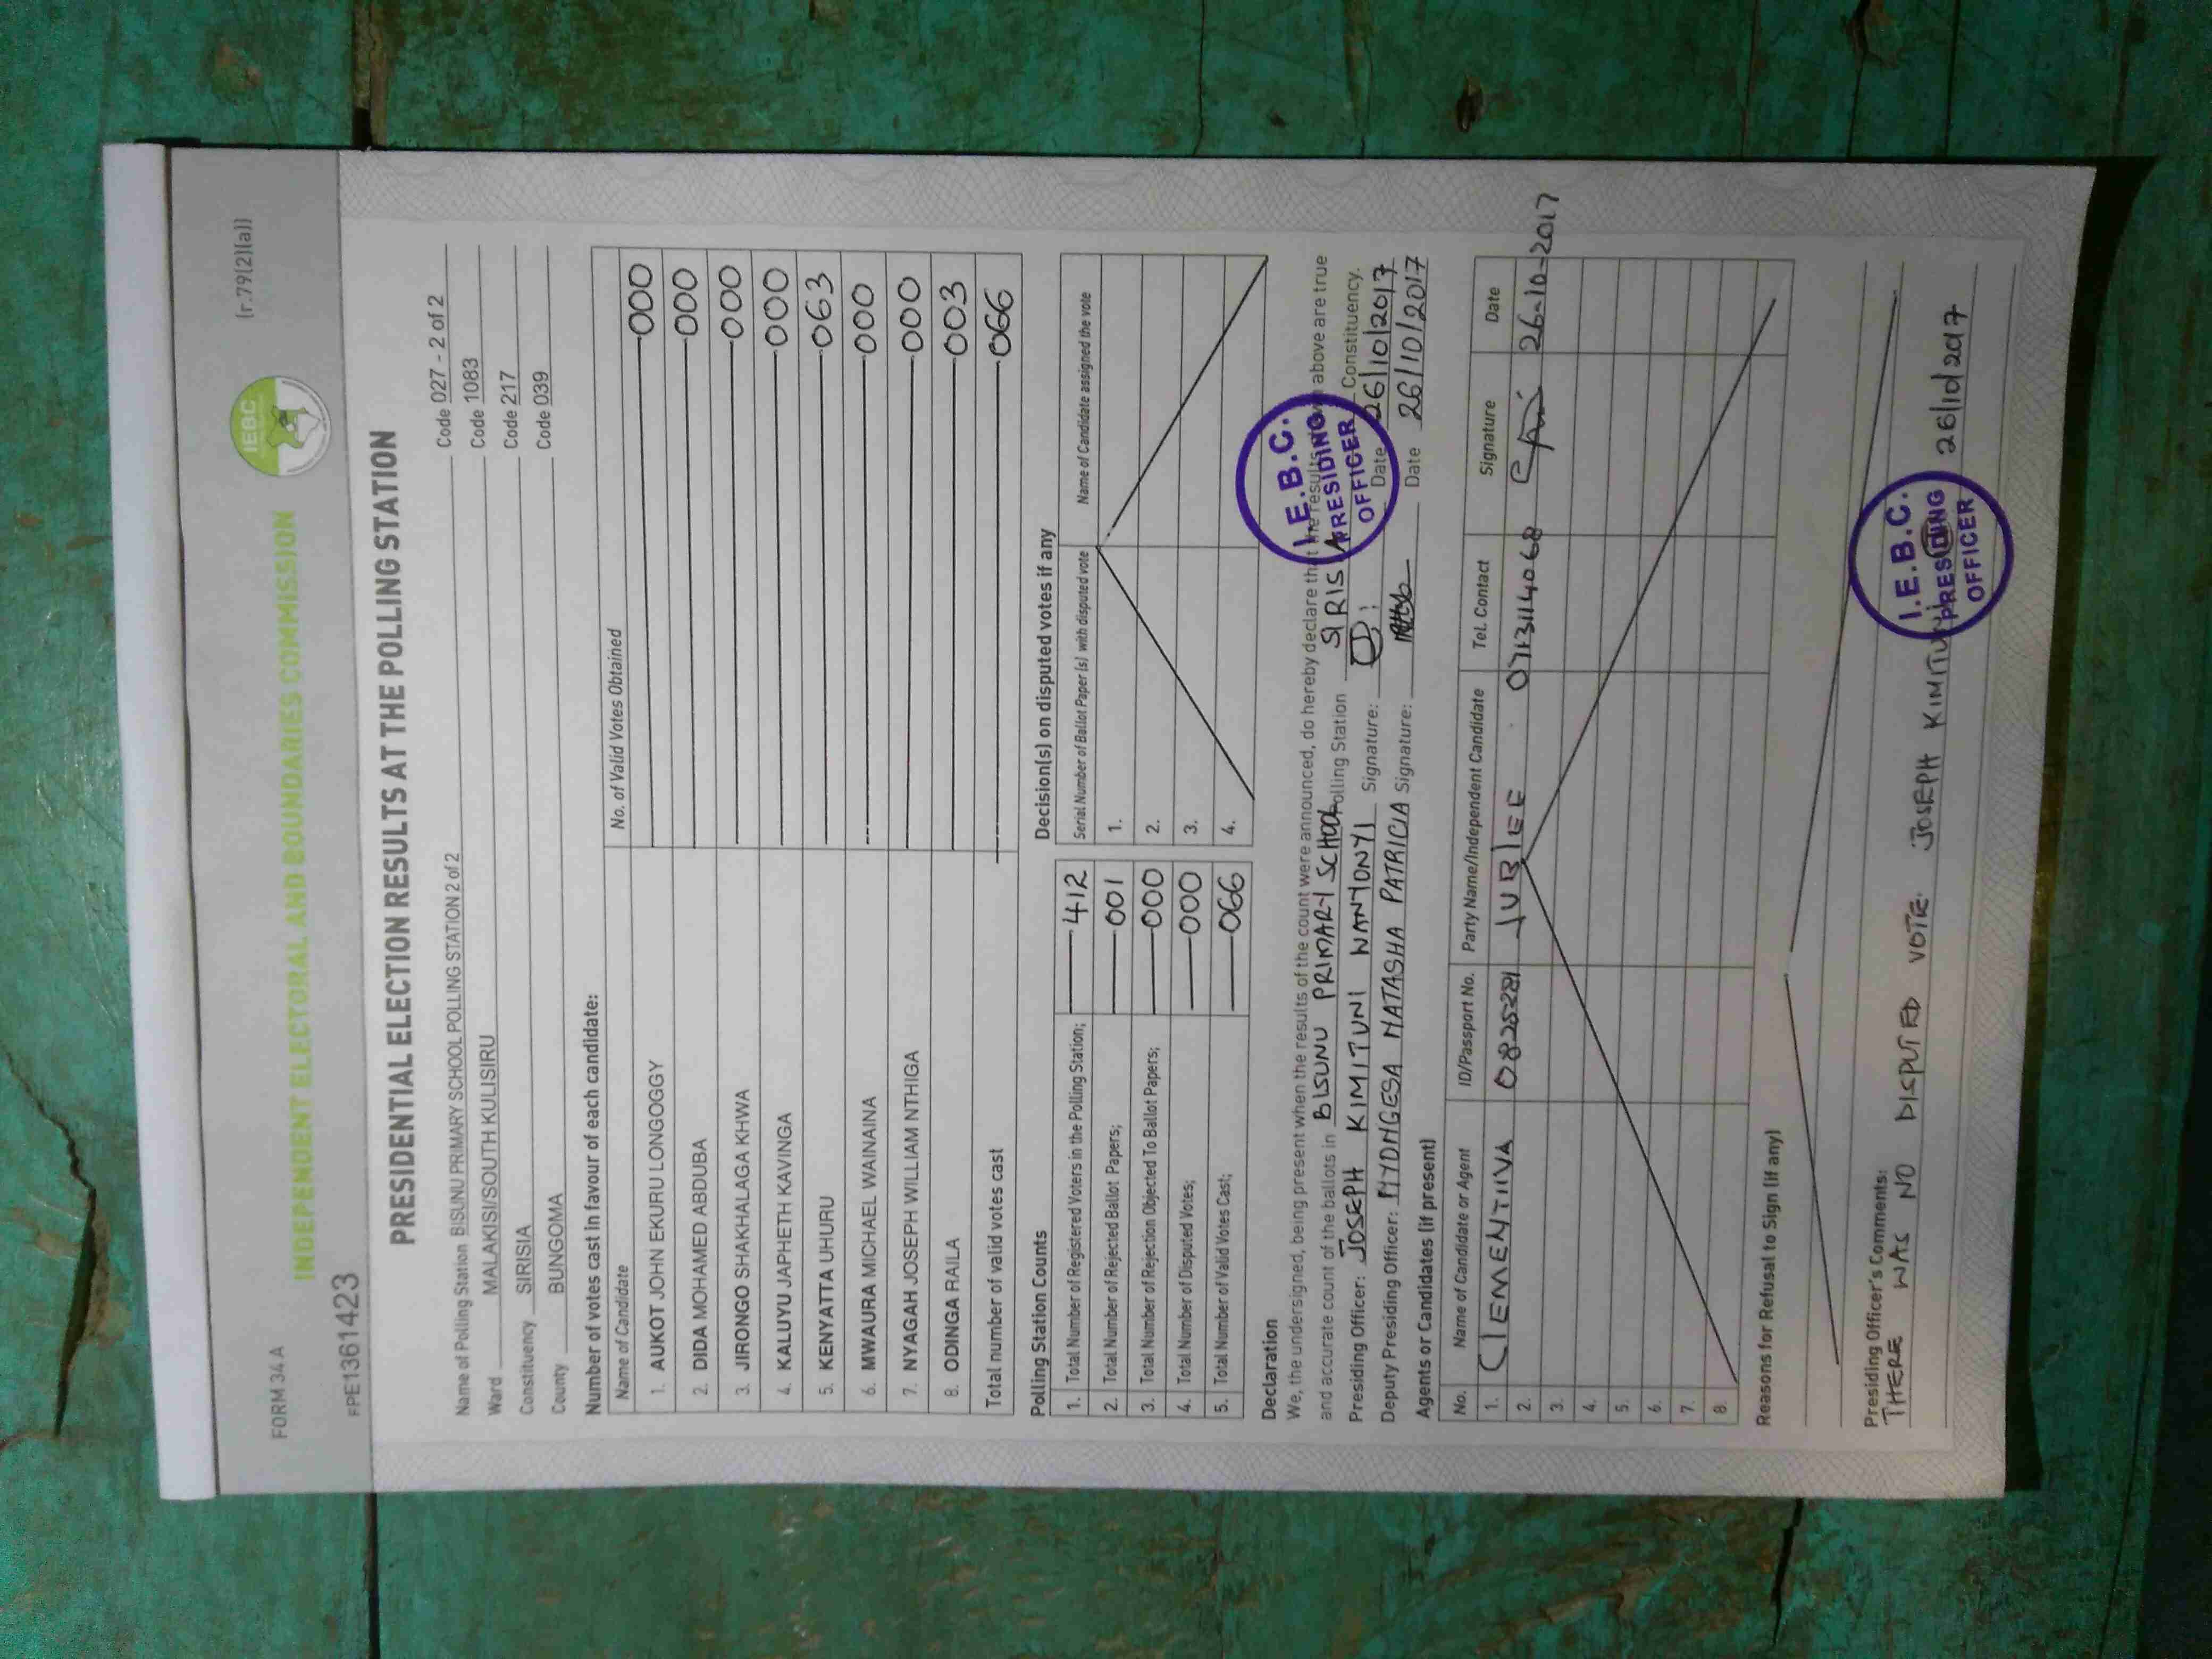 FORM 34A (r.79(2)(a))
IEBC
INDEPENDENT ELECTORAL AND BOUNDARIES COMMISSION
FPE1361423
PRESIDENTIAL ELECTION RESULTS AT THE POLLING STATION
Name of Polling Station BISUNU PRIMARY SCHOOL POLLING STATION 2 of 2 Code 027 - 2 of 2
Ward MALAKISI/SOUTH KULISIRU Code 1083
Constituency SIRISIA Code 217
County BUNGOMA Code 039
Number of votes cast in favour of each candidate:
Name of Candidate No. of Valid Votes Obtained
1. AUKOT JOHN EKURU LONGOGGY 000
2. DIDA MOHAMED ABDUBA 000
3. JIRONGO SHAKHALAGA KHWA 000
4. KALUYU JAPHETH KAVINGA 000
5. KENYATTA UHURU 063
6. MWAURA MICHAEL WAINAINA 000
7. NYAGAH JOSEPH WILLIAM NTHIGA 000
8. ODINGA RAILA 003
Total number of valid votes cast 066
Polling Station Counts
1. Total Number of Registered Voters in the Polling Station; 412
2. Total Number of Rejected Ballot Papers; 001
3. Total Number of Rejection Objected To Ballot Papers; 000
4. Total Number of Disputed Votes; 000
5. Total Number of Valid Votes Cast; 066
Decision(s) on disputed votes if any
Serial Number of Ballot Paper (s) with disputed vote Name of Candidate assigned the vote
1.
2.
3.
4.
Declaration
We, the undersigned, being present when the results of the count were announced, do hereby declare that the results above are true
and accurate count of the ballots in BISUNU PRIMARY SCHOOL Polling Station SIRISIA Constituency.
Presiding Officer: JOSEPH KIMITUNI WANYONYI Signature: Date 26/10/2017
Deputy Presiding Officer: NATASHA PATRICIA Signature: Date 26/10/2017
I.E.B.C.
PRESIDING
OFFICER
Agents or Candidates (if present)
No. Name of Candidate or Agent ID/Passport No. Party Name/Independent Candidate Tel. Contact Signature Date
1. JUBLEE 26-10-2017
2.
3.
4.
5.
6.
7.
8.
Reasons for Refusal to Sign (if any)
Presiding Officer's Comments:
THERE WAS NO DISPUTED VOTE. JOSEPH KIMITUNI 26/10/2017
I.E.B.C.
PRESIDING
OFFICER